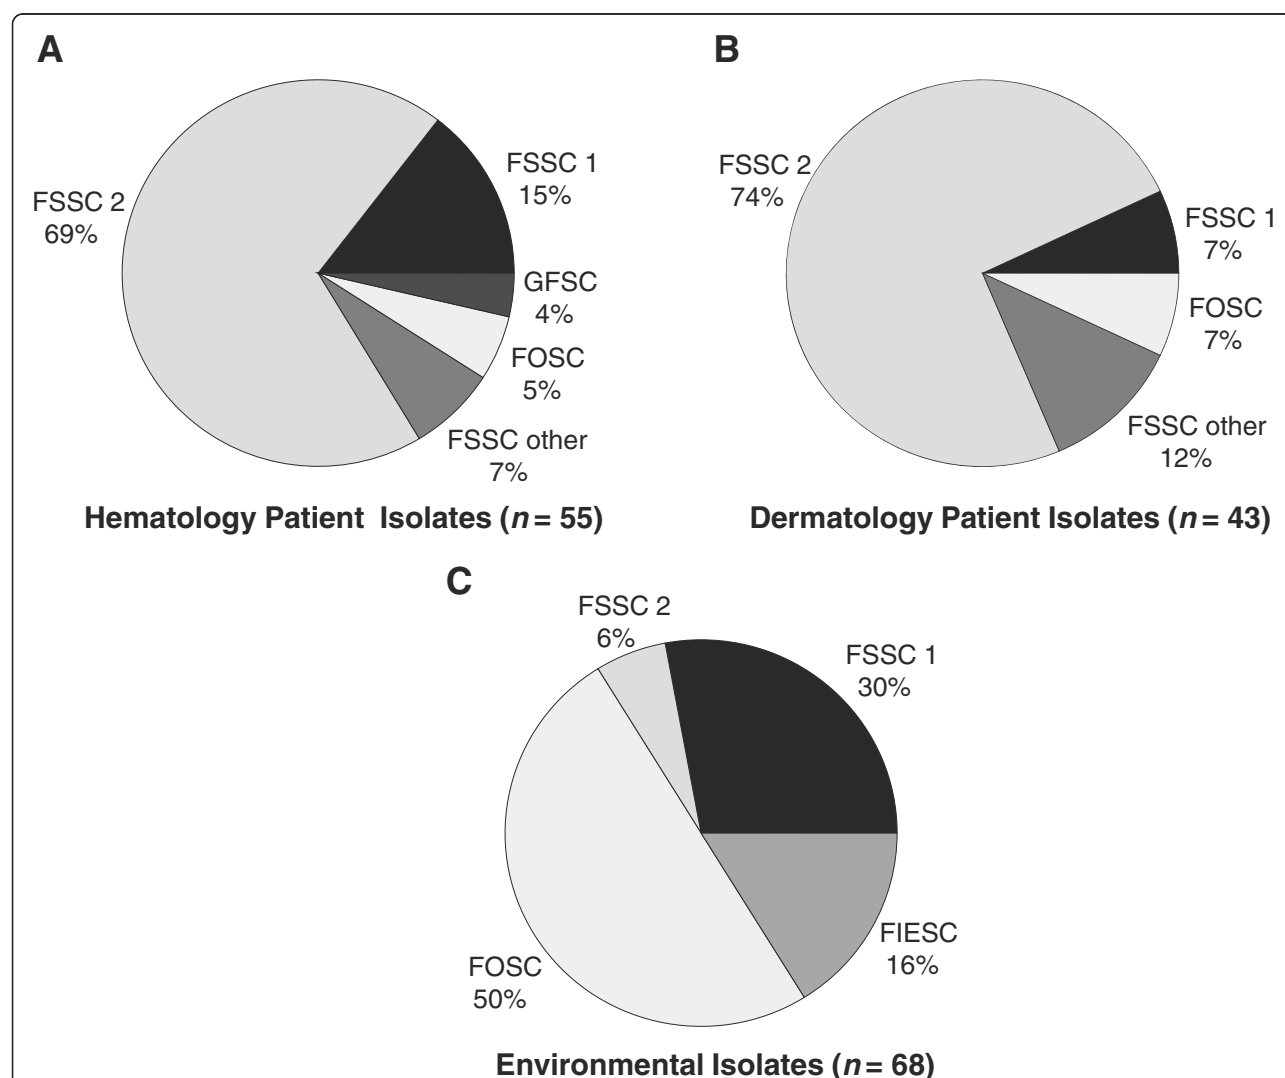 A
FSSC 1
15%
FSSC 2
69%
GFSC
4%
FOSC
5%
FSSC other
7%
Hematology Patient Isolates (n = 55)
B
FSSC 2
74%
FSSC 1
7%
FOSC
7%
FSSC other
12%
Dermatology Patient Isolates (n = 43)
C
FSSC 2
6%
FSSC 1
30%
FIESC
16%
FOSC
50%
Environmental Isolates (n = 68)